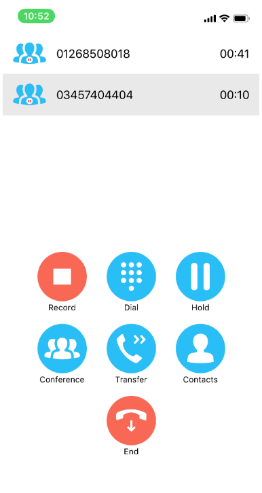 10:52
01268508018 00:41
03457404404 00:10
Record Dial Hold
Conference Transfer Contacts
End